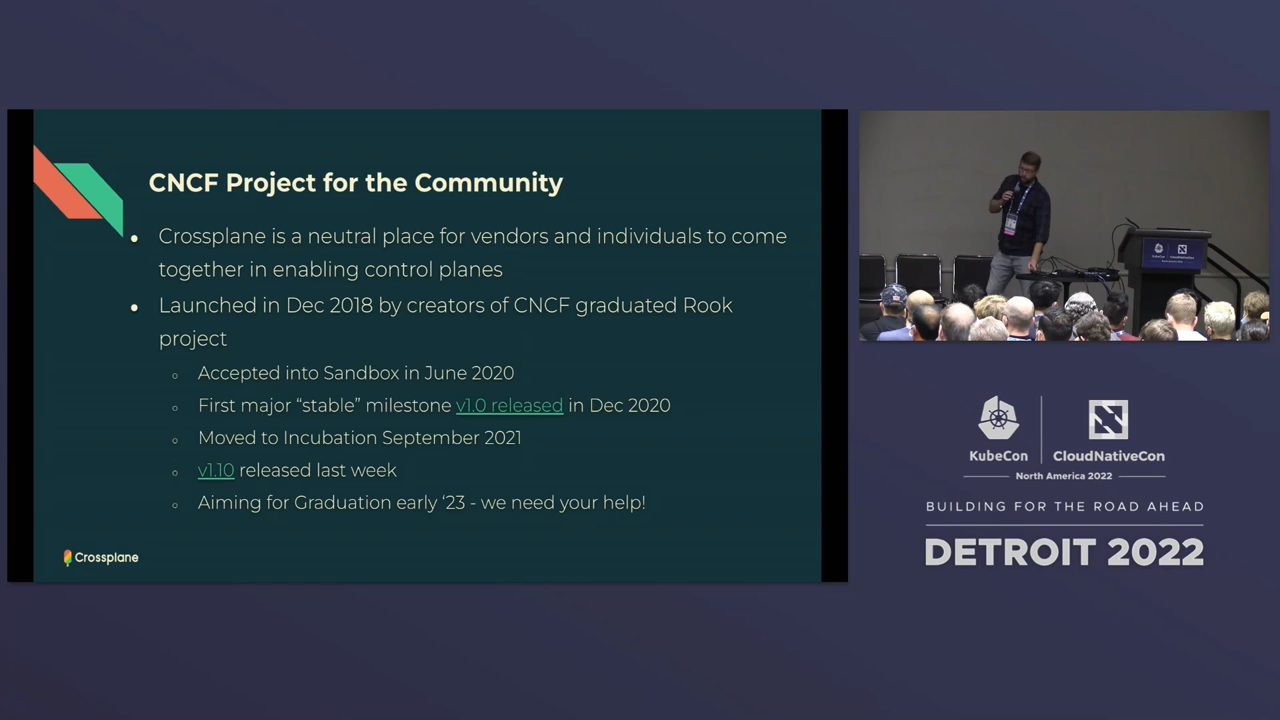 CNCF Project for the Community
Crossplane is a neutral place for vendors and individuals to come
together in enabling control planes
Launched in Dec 2018 by creators of CNCF graduated Rook
project
Accepted into Sandbox in June 2020
First major “stable” milestone v1.0 released in Dec 2020
Moved to Incubation September 2021
v1.10 released last week
Aiming for Graduation early ‘23 - we need your help!
Crossplane
KubeCon
CloudNativeCon
KubeCon
CloudNativeCon
North America 2022
BUILDING FOR THE ROAD AHEAD
DETROIT 2022